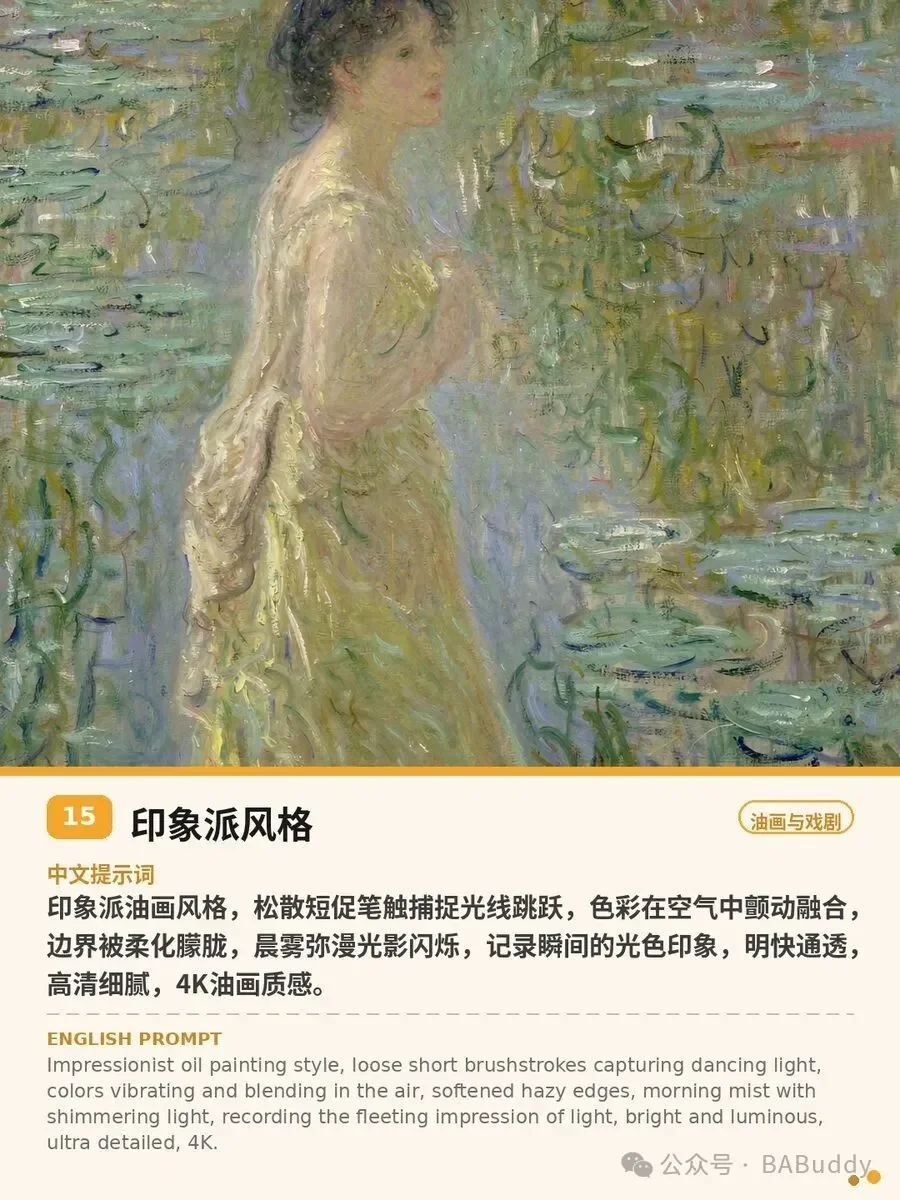 15 印象派风格
油画与戏剧
中文提示词
印象派油画风格，松散短促笔触捕捉光线跳跃，色彩在空气中颤动融合，
边界被柔化朦胧，晨雾弥漫光影闪烁，记录瞬间的光色印象，明快通透，
高清细腻，4K油画质感。
ENGLISH PROMPT
Impressionist oil painting style, loose short brushstrokes capturing dancing light,
colors vibrating and blending in the air, softened hazy edges, morning mist with
shimmering light, recording the fleeting impression of light, bright and luminous,
ultra detailed, 4K.
公众号 · BABuddy